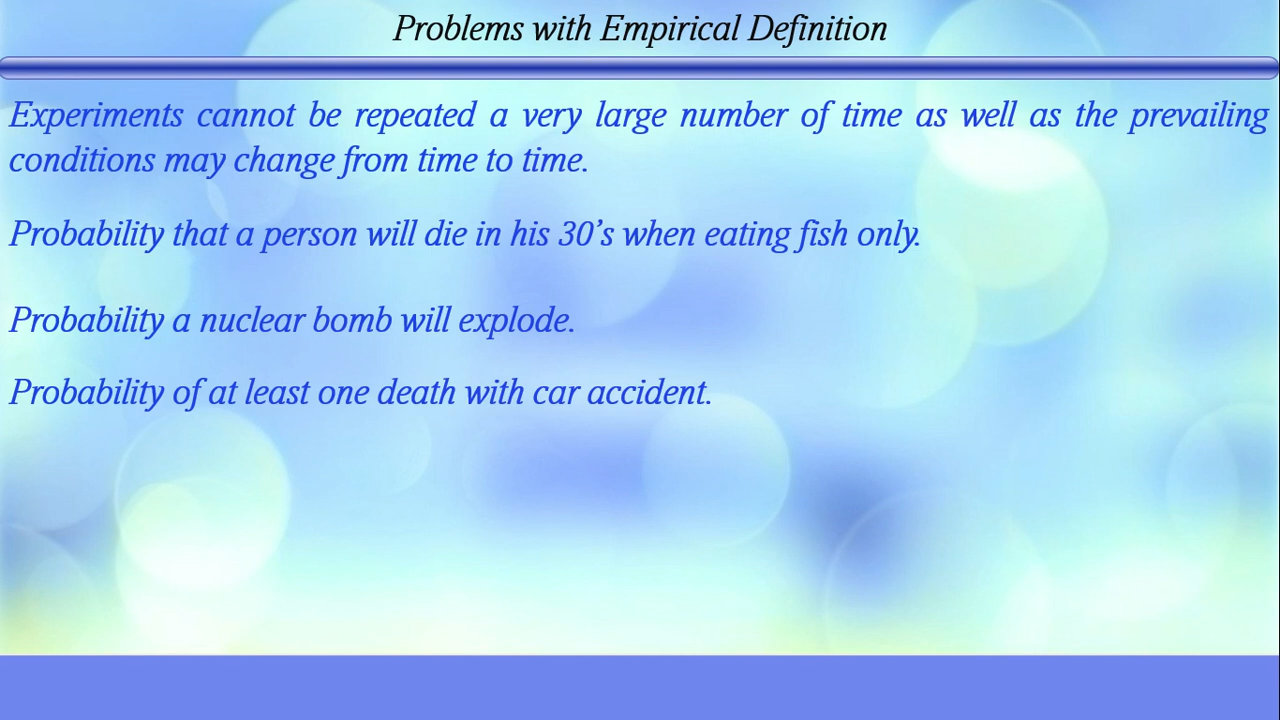 Problems with Empirical Definition
Experiments cannot be repeated a very large number of time as well as the prevailing
conditions may change from time to time.
Probability that a person will die in his 30’s when eating fish only.
Probability a nuclear bomb will explode.
Probability of at least one death with car accident.